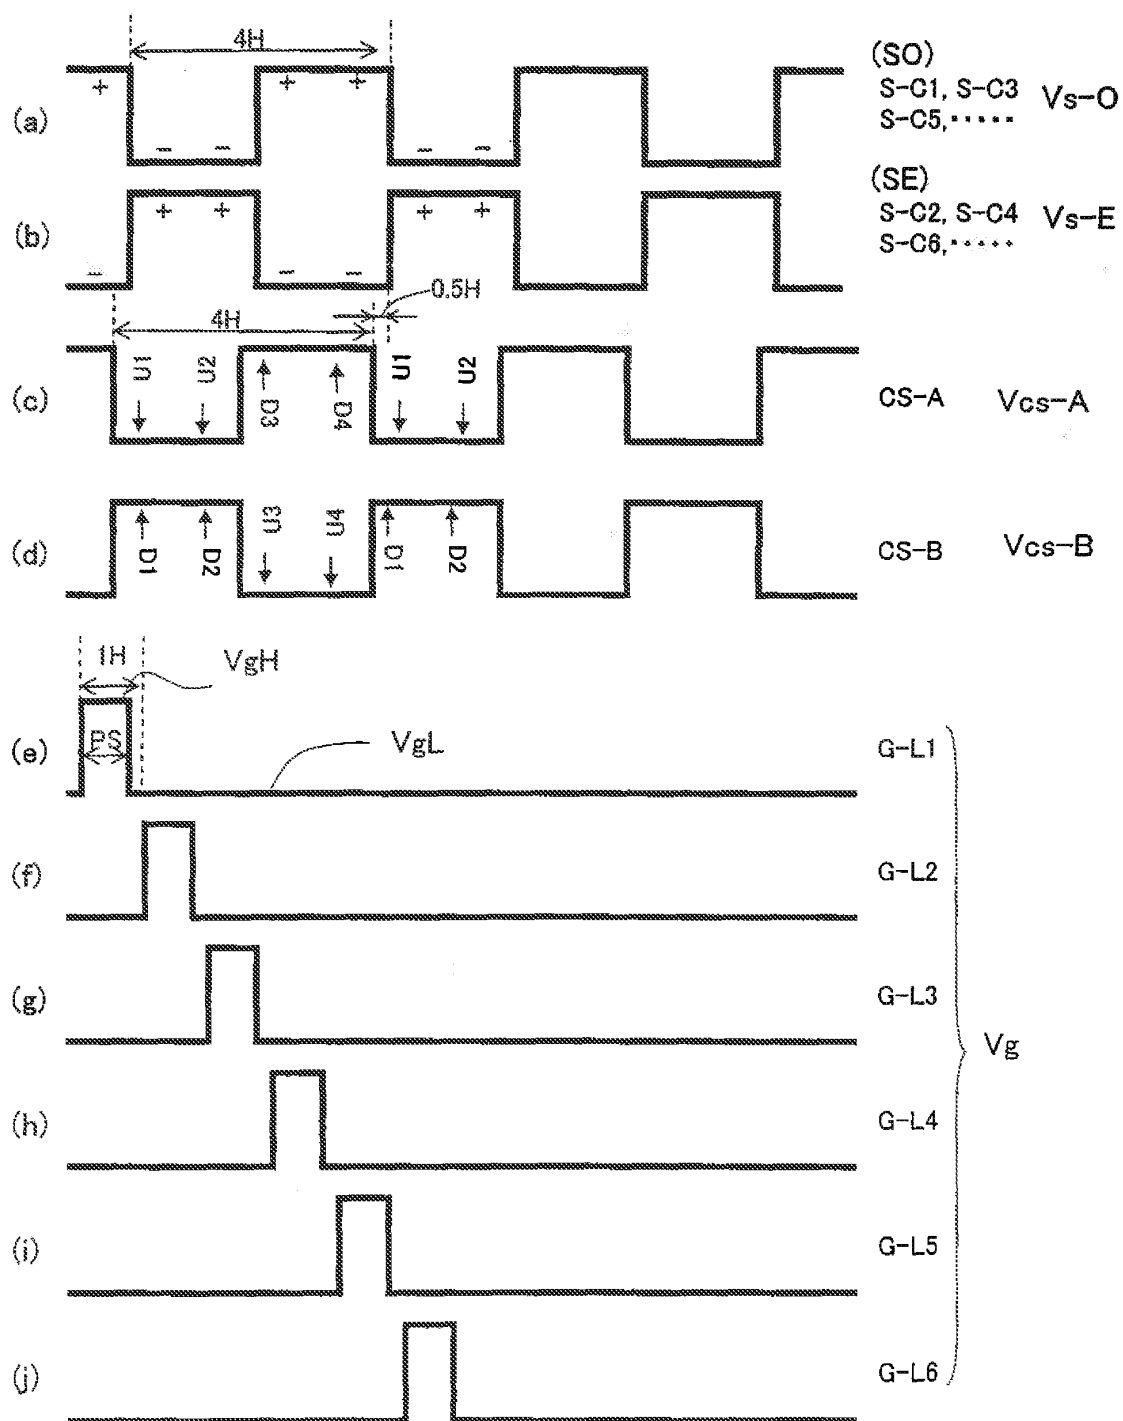 4H
(SO)
(a) + - - + + - - S-C1, S-C3 Vs-O
S-C5, ·····
(SE)
(b) - + + - - + + S-C2, S-C4 Vs-E
S-C6, ·····
0.5H
4H
(c) U1 U2 D3 D4 U1 U2 CS-A Vcs-A
(d) D1 D2 U3 U4 D1 D2 CS-B Vcs-B
1H VgH
(e) PS VgL G-L1
(f) G-L2
(g) G-L3
Vg
(h) G-L4
(i) G-L5
(j) G-L6